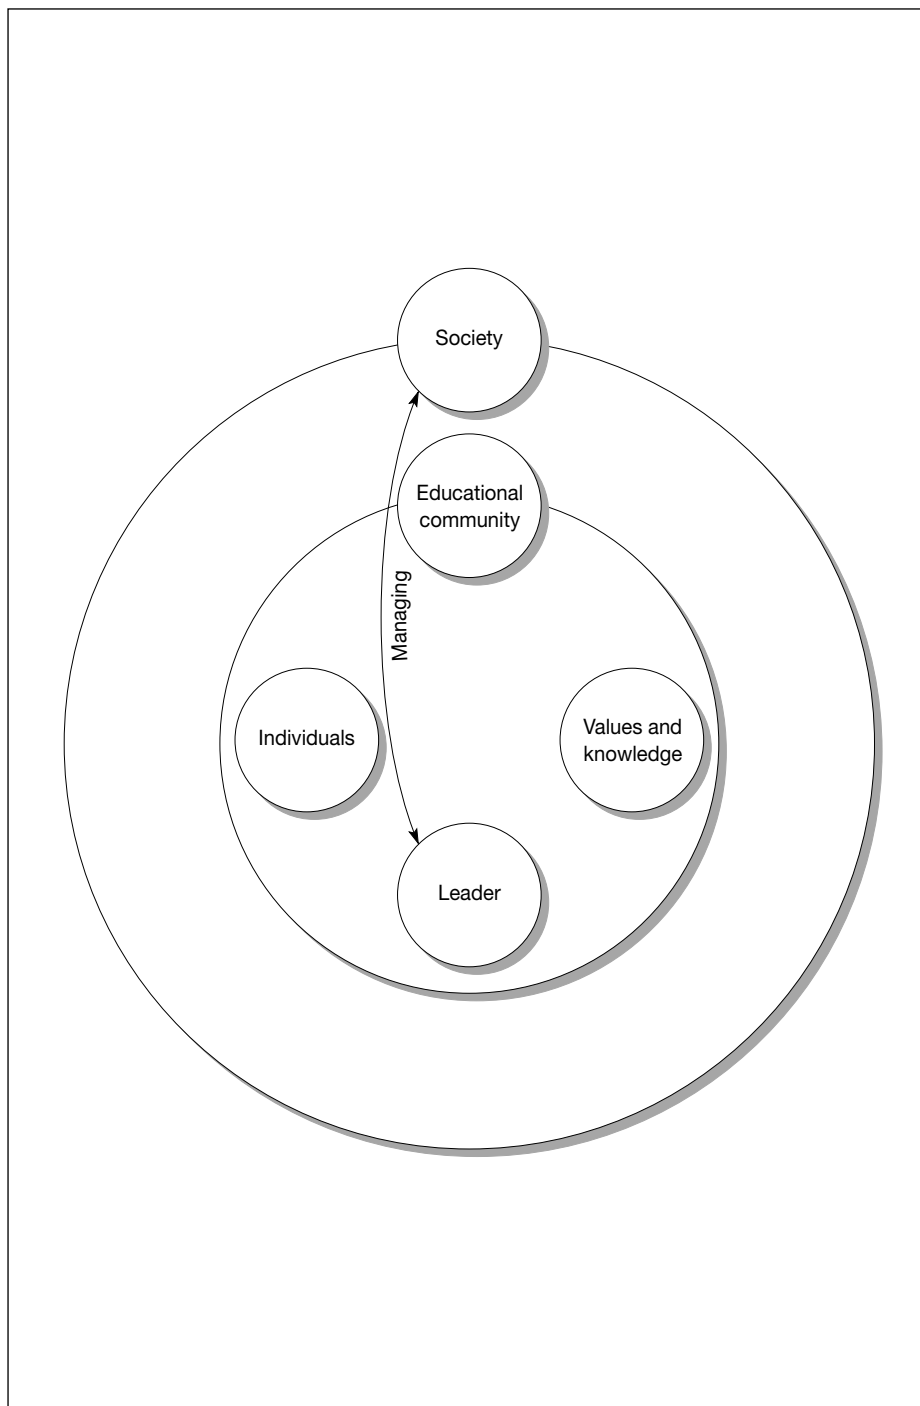 Society
Educational
community
Managing
Individuals
Values and
knowledge
Leader